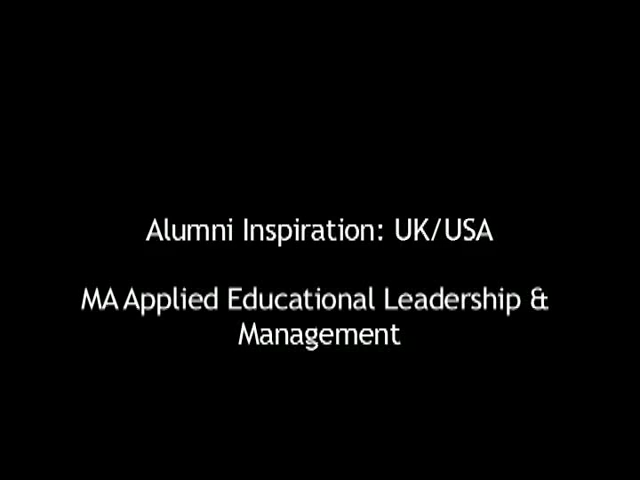 Alumni Inspiration: UK/USA
MA Applied Educational Leadership &
Management